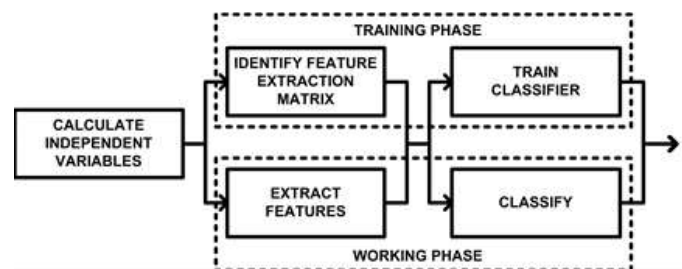 TRAINING PHASE
IDENTIFY FEATURE
EXTRACTION
MATRIX
TRAIN
CLASSIFIER
CALCULATE
INDEPENDENT
VARIABLES
EXTRACT
FEATURES
CLASSIFY
WORKING PHASE